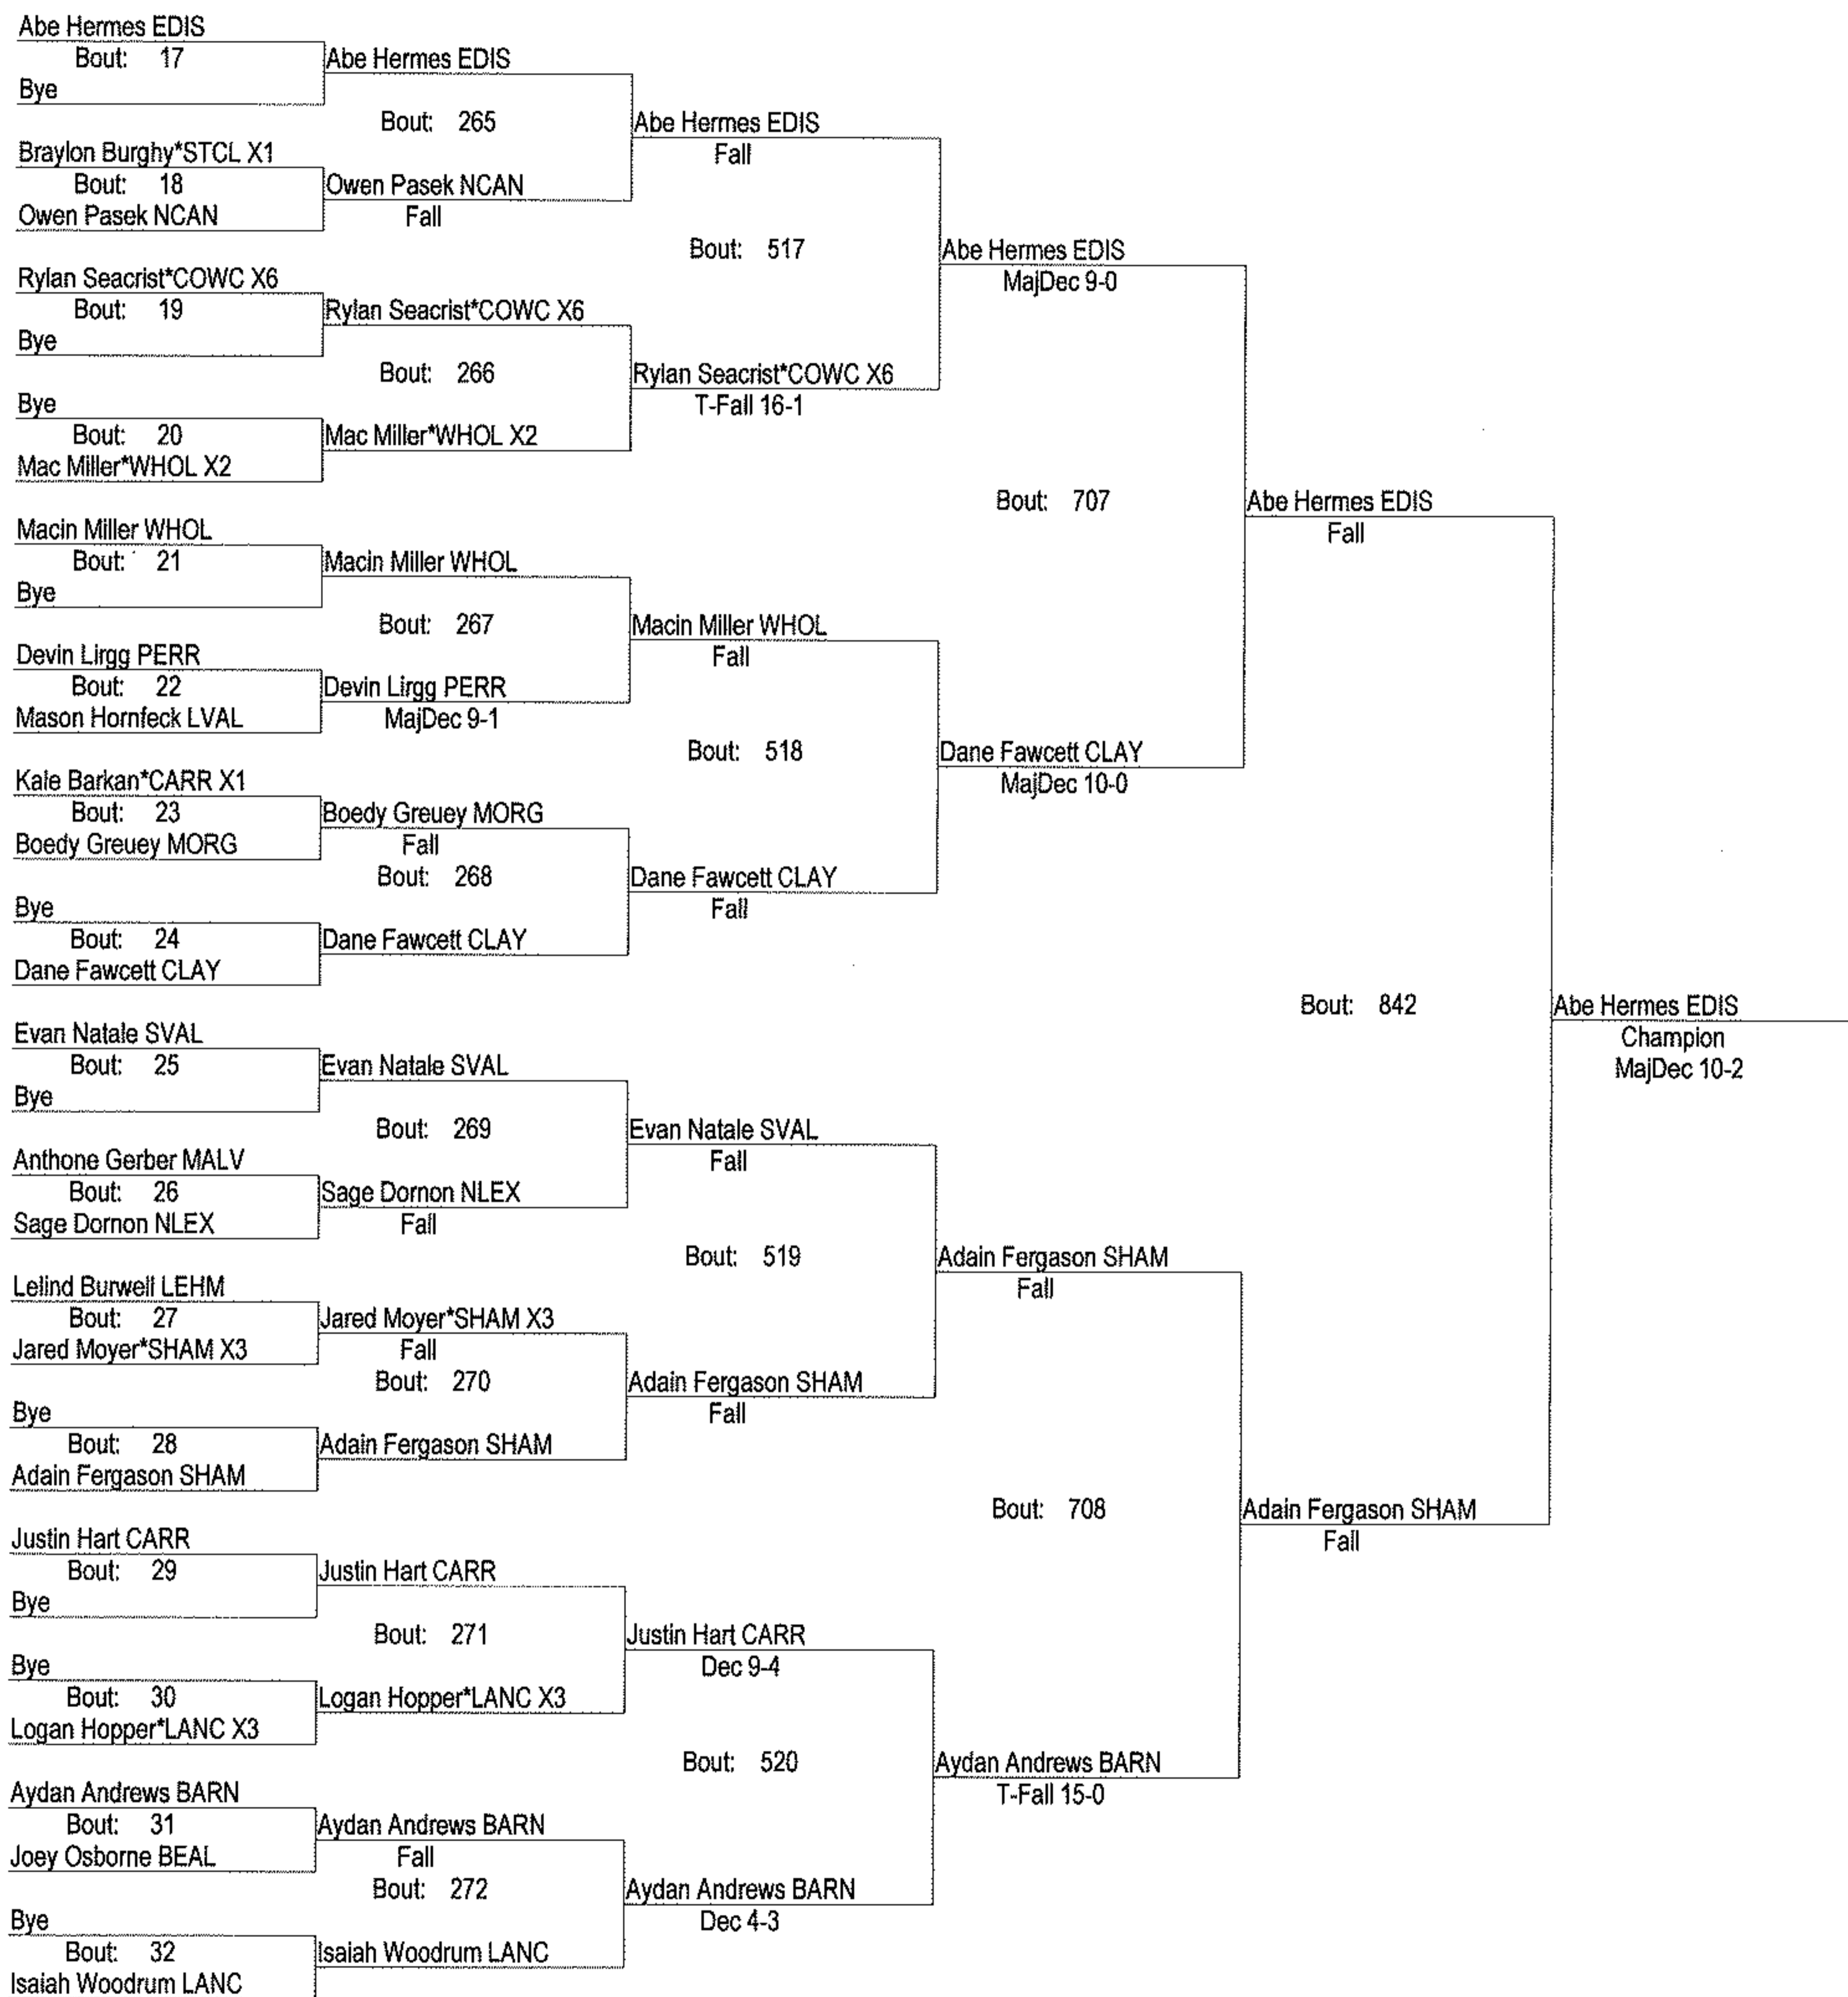 Abe Hermes EDIS
Bout: 17
Bye
Braylon Burghy*STCL X1
Bout: 18
Owen Pasek NCAN
Rylan Seacrist*COWC X6
Bout: 19
Bye
Bye
Bout: 20
Mac Miller*WHOL X2
Macin Miller WHOL
Bout: 21
Bye
Devin Lirgg PERR
Bout: 22
Mason Hornfeck LVAL
Kale Barkan*CARR X1
Bout: 23
Boedy Greuey MORG
Bye
Bout: 24
Dane Fawcett CLAY
Evan Natale SVAL
Bout: 25
Bye
Anthone Gerber MALV
Bout: 26
Sage Dornon NLEX
Lelind Burwell LEHM
Bout: 27
Jared Moyer*SHAM X3
Bye
Bout: 28
Adain Fergason SHAM
Justin Hart CARR
Bout: 29
Bye
Bye
Bout: 30
Logan Hopper*LANC X3
Aydan Andrews BARN
Bout: 31
Joey Osborne BEAL
Bye
Bout: 32
Isaiah Woodrum LANC
Abe Hermes EDIS
Bout: 265
Owen Pasek NCAN
Fall
Rylan Seacrist*COWC X6
Bout: 266
Mac Miller*WHOL X2
Macin Miller WHOL
Bout: 267
Devin Lirgg PERR
MajDec 9-1
Boedy Greuey MORG
Fall
Bout: 268
Dane Fawcett CLAY
Evan Natale SVAL
Bout: 269
Sage Dornon NLEX
Fall
Jared Moyer*SHAM X3
Fall
Bout: 270
Adain Fergason SHAM
Justin Hart CARR
Bout: 271
Logan Hopper*LANC X3
Aydan Andrews BARN
Fall
Bout: 272
Isaiah Woodrum LANC
Abe Hermes EDIS
Fall
Bout: 517
Rylan Seacrist*COWC X6
T-Fall 16-1
Macin Miller WHOL
Fall
Bout: 518
Dane Fawcett CLAY
Fall
Evan Natale SVAL
Fall
Bout: 519
Adain Fergason SHAM
Fall
Justin Hart CARR
Dec 9-4
Bout: 520
Aydan Andrews BARN
Dec 4-3
Abe Hermes EDIS
MajDec 9-0
Bout: 707
Dane Fawcett CLAY
MajDec 10-0
Adain Fergason SHAM
Fall
Bout: 708
Aydan Andrews BARN
T-Fall 15-0
Abe Hermes EDIS
Fall
Bout: 842
Adain Fergason SHAM
Fall
Abe Hermes EDIS
Champion
MajDec 10-2